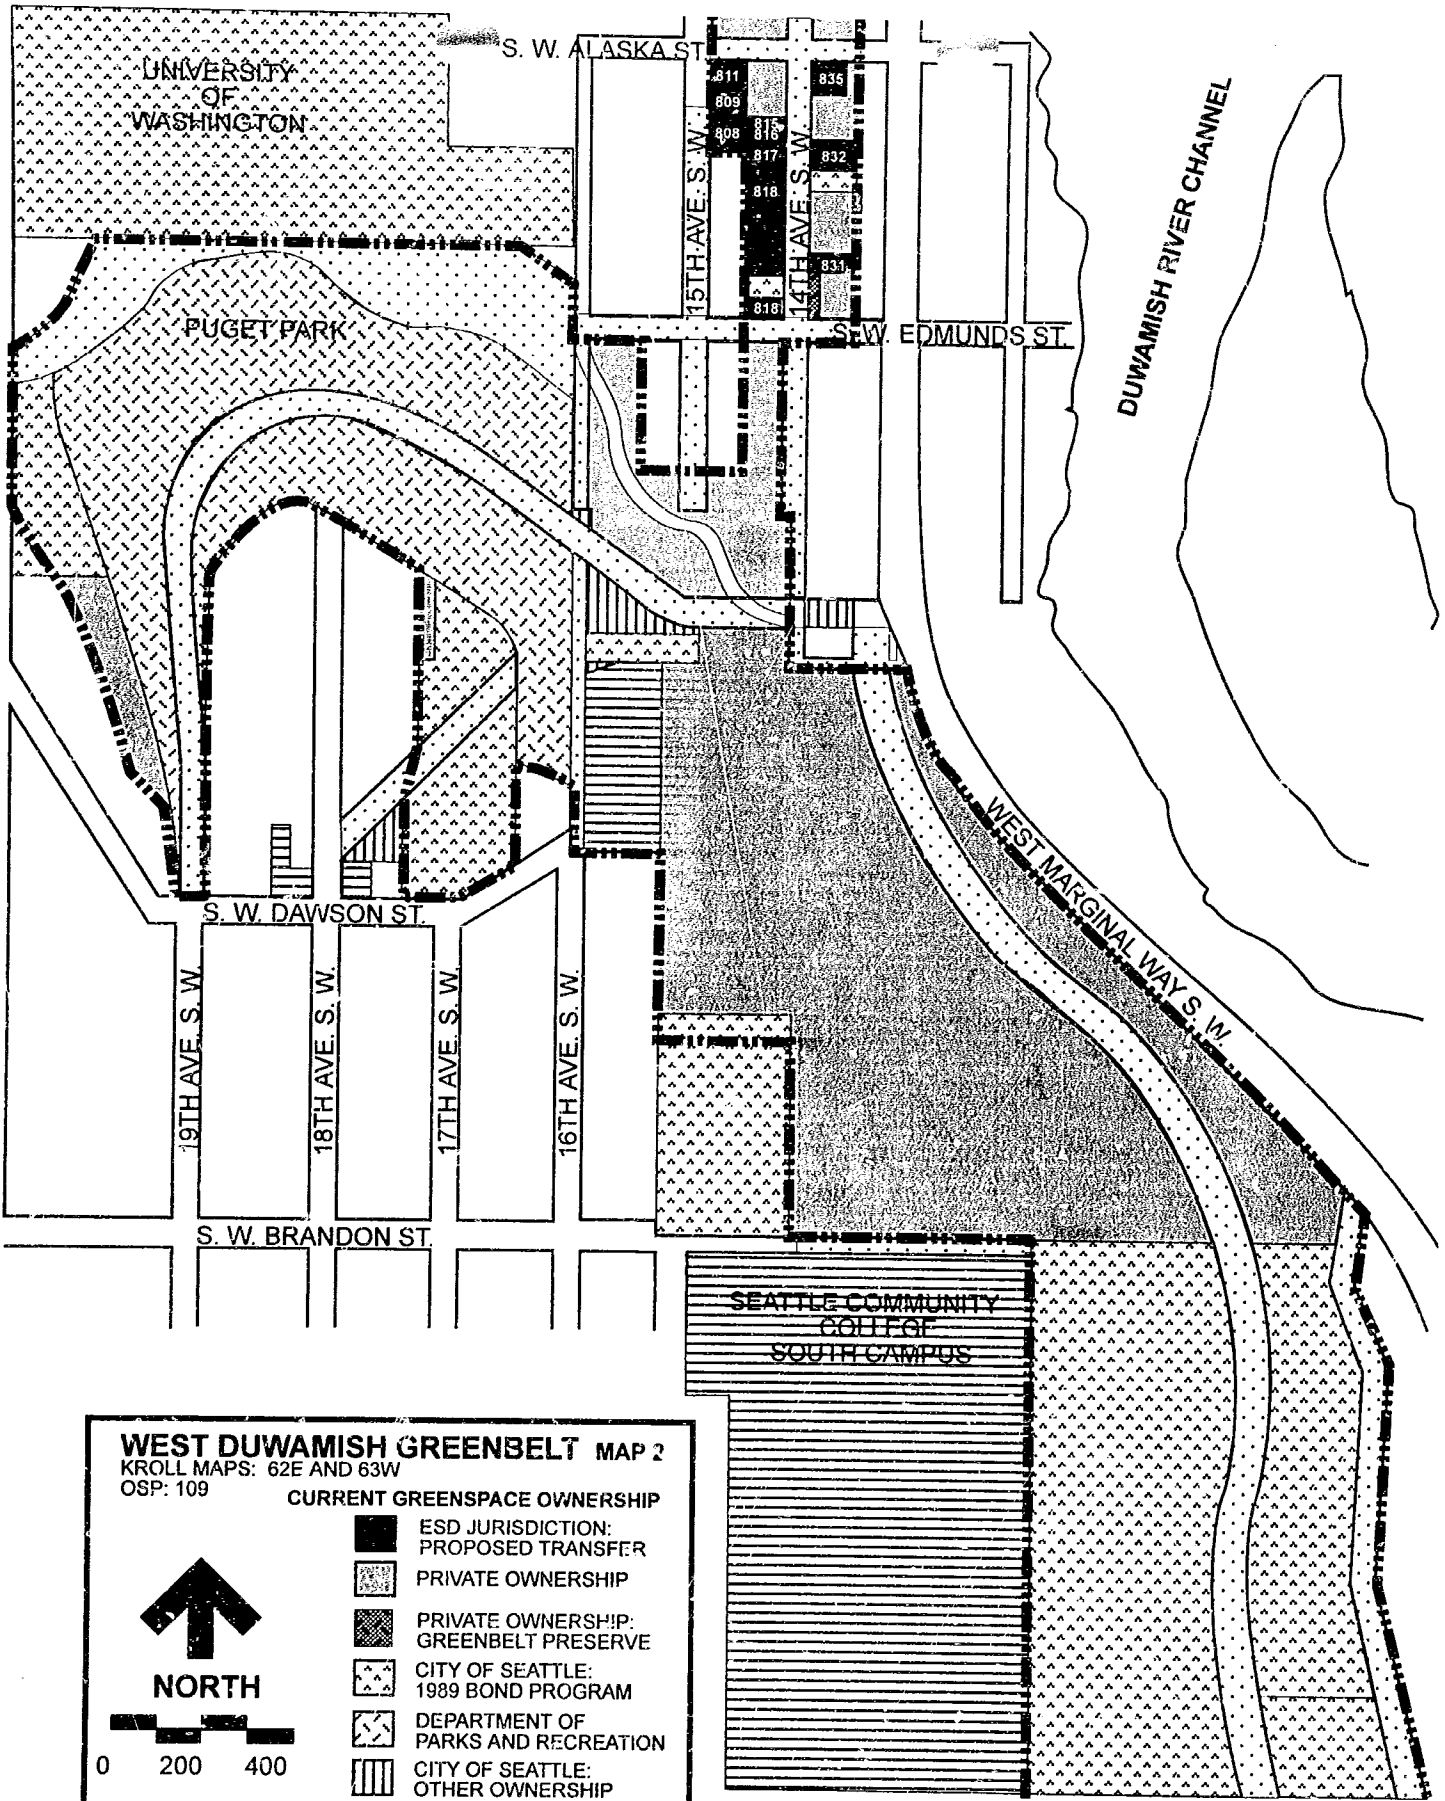 S. W. ALASKA ST
UNIVERSITY
OF
WASHINGTON
811
809
808
815
816
817
818
818
835
832
831
15TH AVE. S. W.
14TH AVE. S. W.
DUWAMISH RIVER CHANNEL
PUGET PARK
S. W. EDMUNDS ST.
WEST MARGINAL WAY S. W.
S. W. DAWSON ST.
19TH AVE. S. W.
18TH AVE. S. W.
17TH AVE. S. W.
16TH AVE. S. W.
S. W. BRANDON ST.
SEATTLE COMMUNITY
COLLEGE
SOUTH CAMPUS
WEST DUWAMISH GREENBELT MAP 2
KROLL MAPS: 62E AND 63W
OSP: 109
CURRENT GREENSPACE OWNERSHIP
ESD JURISDICTION:
PROPOSED TRANSFER
PRIVATE OWNERSHIP
PRIVATE OWNERSHIP:
GREENBELT PRESERVE
CITY OF SEATTLE:
1989 BOND PROGRAM
DEPARTMENT OF
PARKS AND RECREATION
CITY OF SEATTLE:
OTHER OWNERSHIP
NORTH
0 200 400